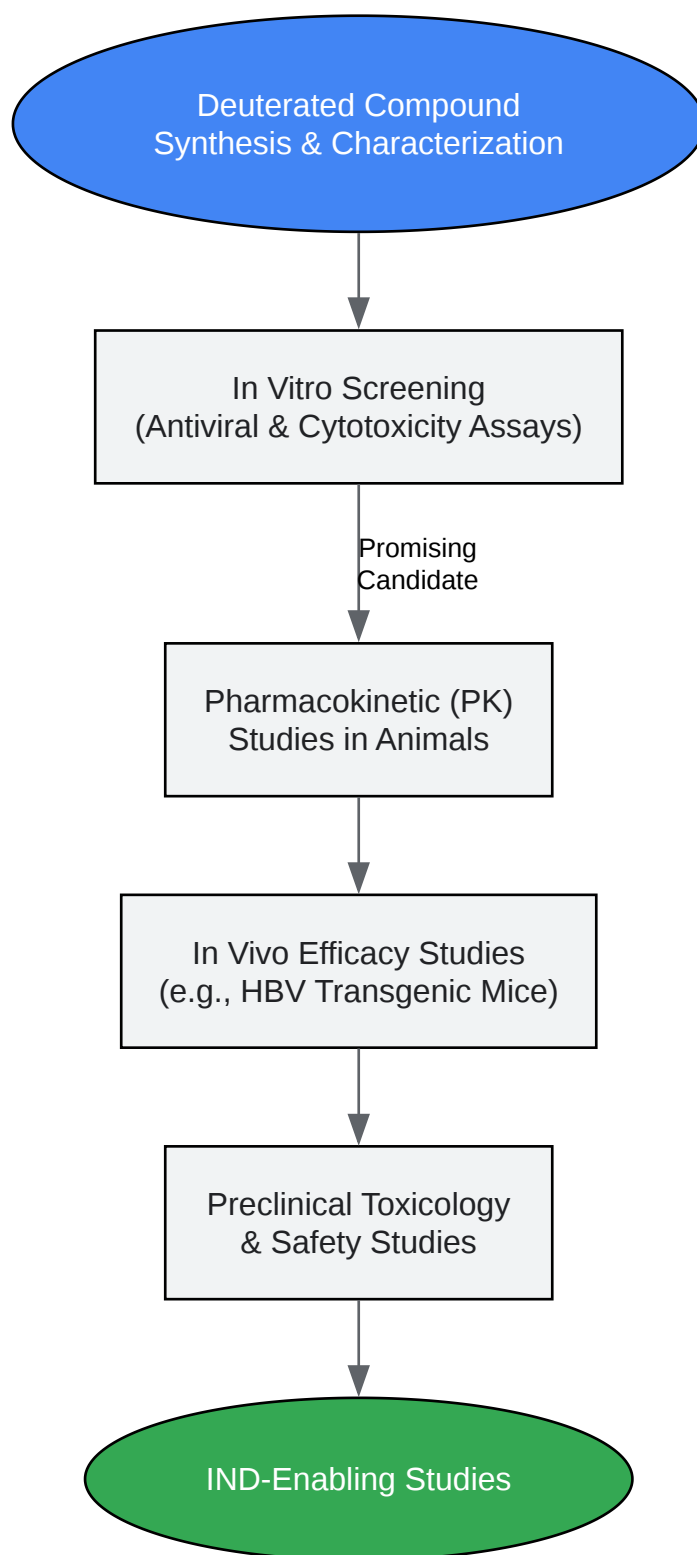 Deuterated Compound
Synthesis & Characterization
In Vitro Screening
(Antiviral & Cytotoxicity Assays)
Promising
Candidate
Pharmacokinetic (PK)
Studies in Animals
In Vivo Efficacy Studies
(e.g., HBV Transgenic Mice)
Preclinical Toxicology
& Safety Studies
IND-Enabling Studies